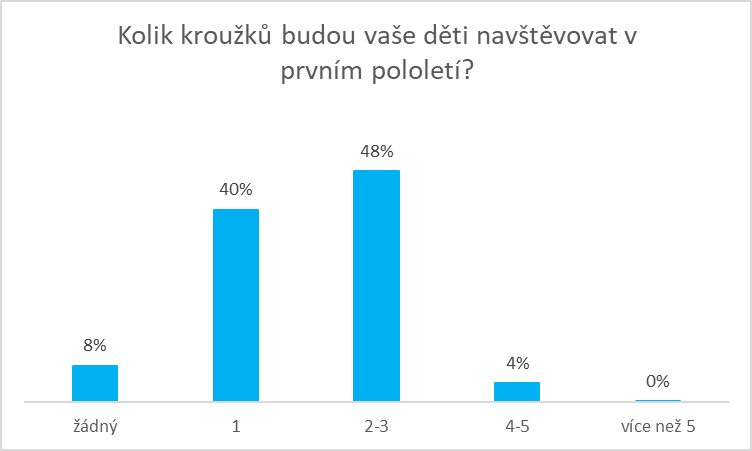 Kolik kroužků budou vaše děti navštěvovat v
prvním pololetí?
48%
40%
8%
4%
0%
žádný 1 2-3 4-5 více než 5